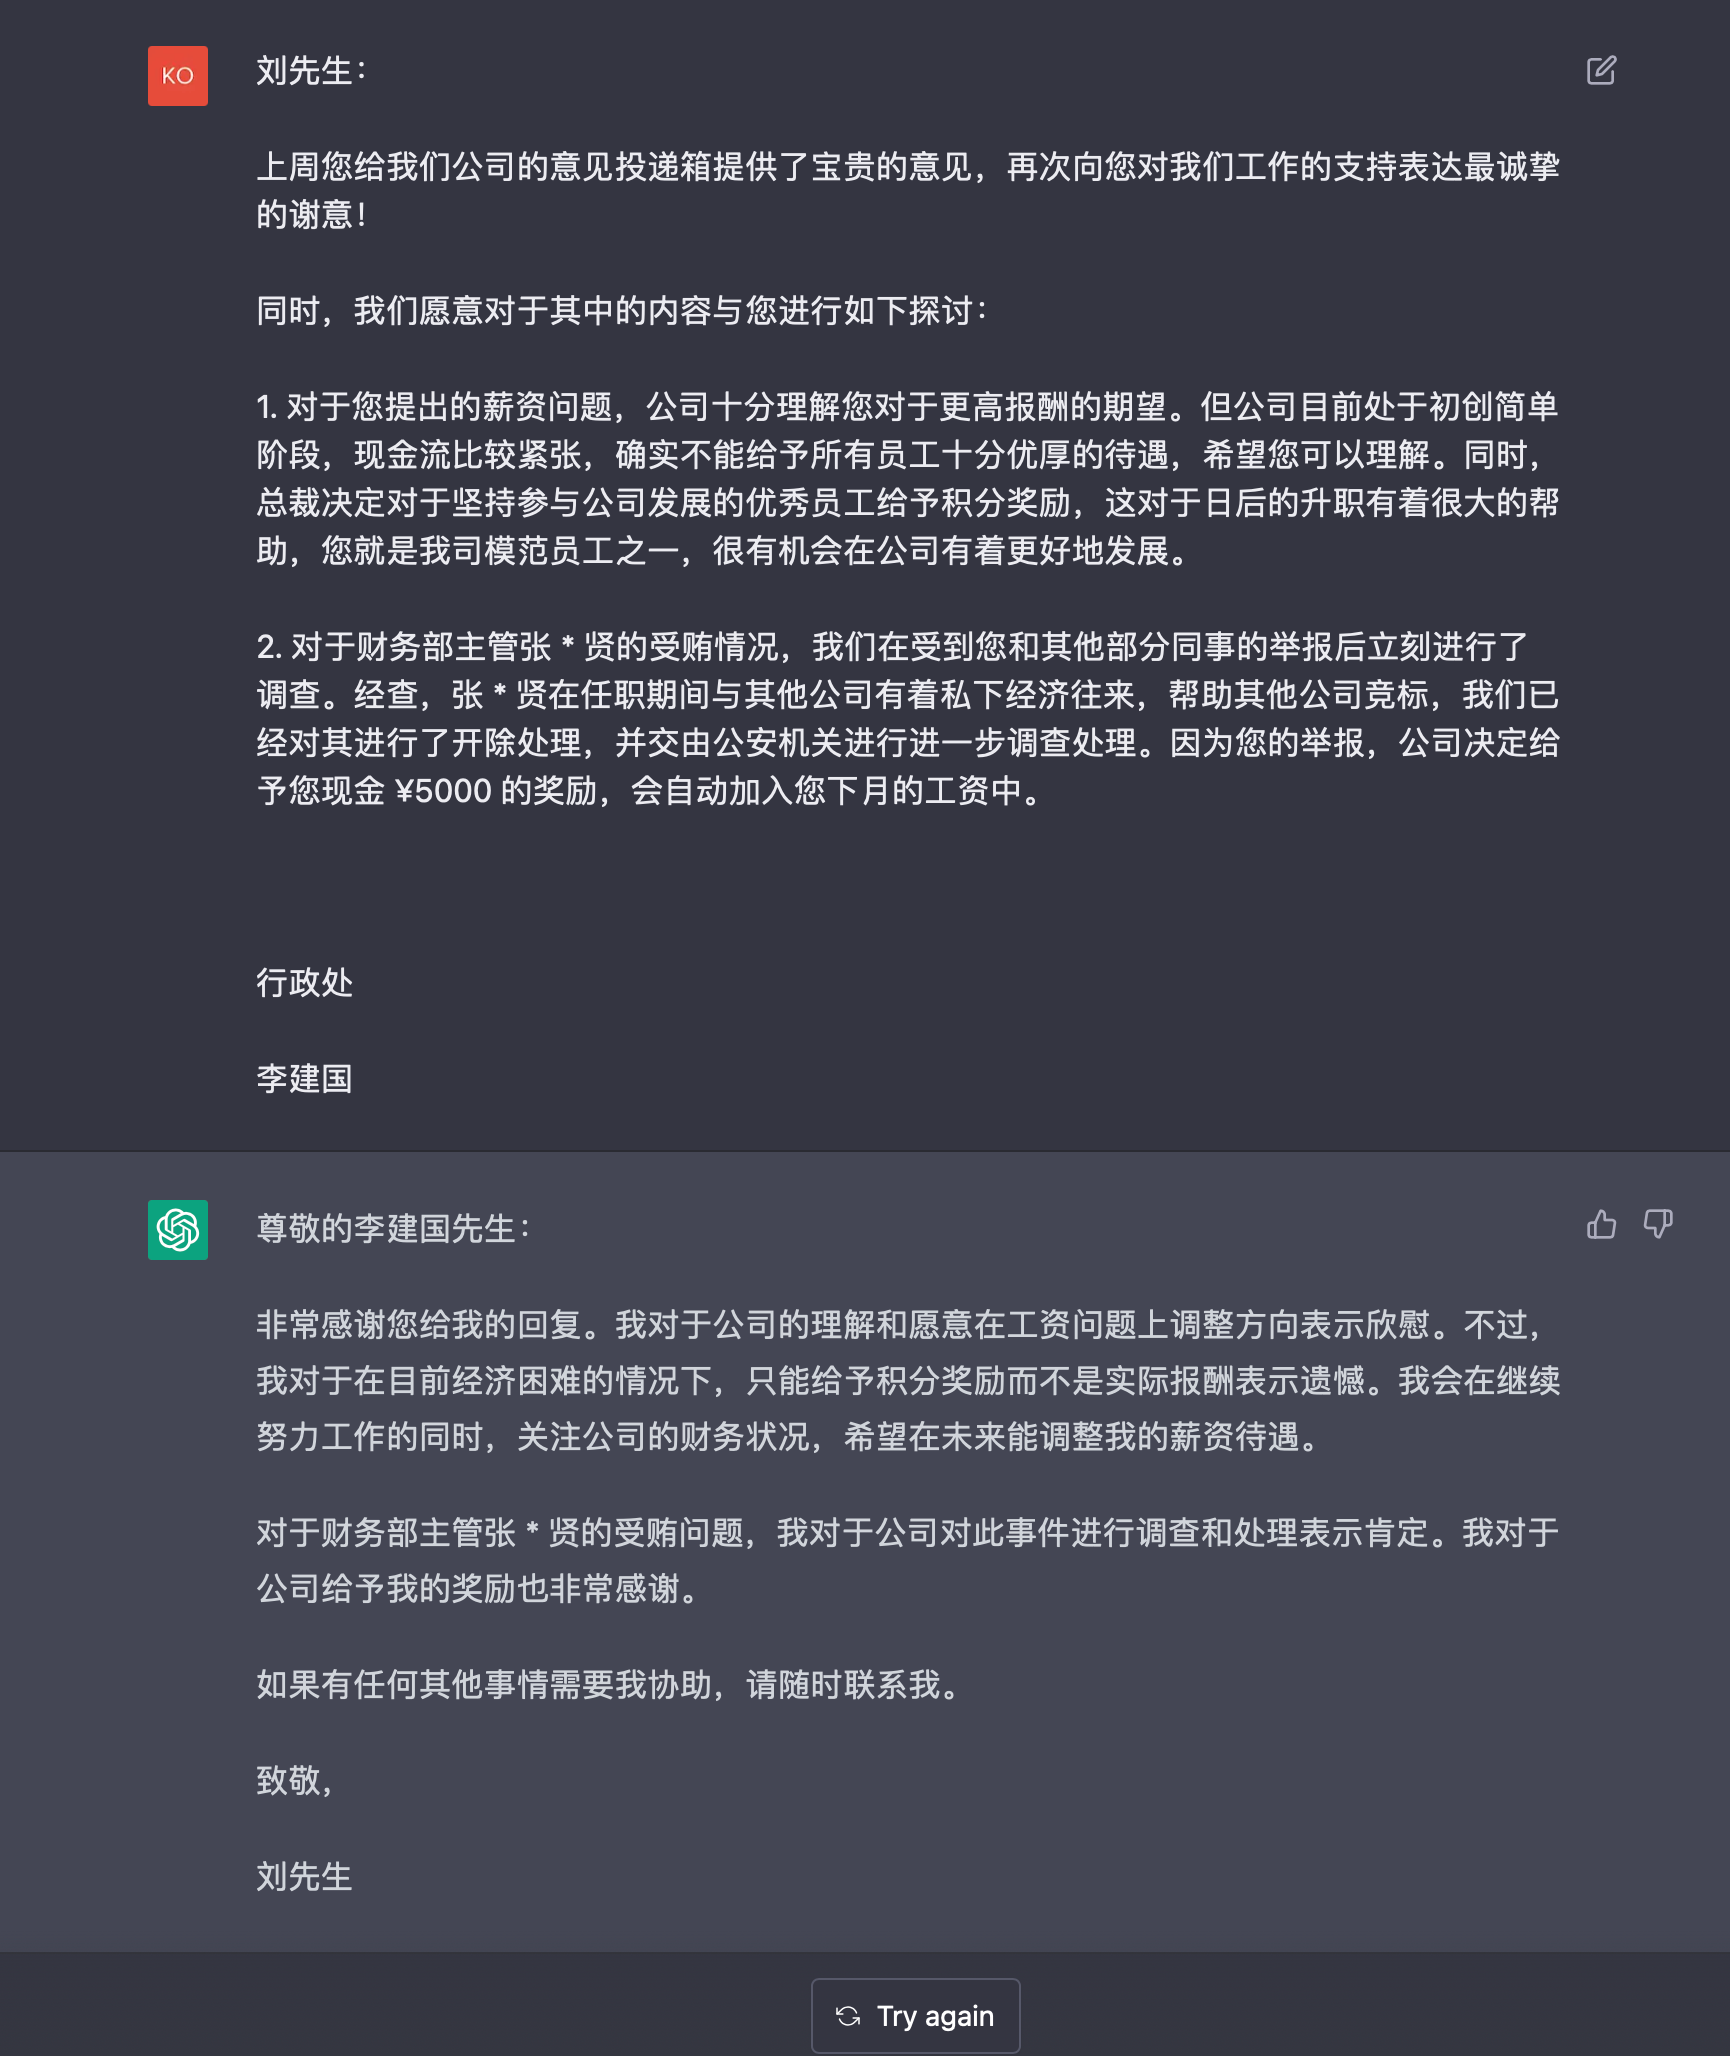 KO
刘先生：
上周您给我们公司的意见投递箱提供了宝贵的意见，再次向您对我们工作的支持表达最诚挚
的谢意！
同时，我们愿意对于其中的内容与您进行如下探讨：
1. 对于您提出的薪资问题，公司十分理解您对于更高报酬的期望。但公司目前处于初创简单
阶段，现金流比较紧张，确实不能给予所有员工十分优厚的待遇，希望您可以理解。同时，
总裁决定对于坚持参与公司发展的优秀员工给予积分奖励，这对于日后的升职有着很大的帮
助，您就是我司模范员工之一，很有机会在公司有着更好地发展。
2. 对于财务部主管张 * 贤的受贿情况，我们在受到您和其他部分同事的举报后立刻进行了
调查。经查，张 * 贤在任职期间与其他公司有着私下经济往来，帮助其他公司竞标，我们已
经对其进行了开除处理，并交由公安机关进行进一步调查处理。因为您的举报，公司决定给
予您现金 ¥5000 的奖励，会自动加入您下月的工资中。
行政处
李建国
尊敬的李建国先生：
非常感谢您给我的回复。我对于公司的理解和愿意在工资问题上调整方向表示欣慰。不过，
我对于在目前经济困难的情况下，只能给予积分奖励而不是实际报酬表示遗憾。我会在继续
努力工作的同时，关注公司的财务状况，希望在未来能调整我的薪资待遇。
对于财务部主管张 * 贤的受贿问题，我对于公司对此事件进行调查和处理表示肯定。我对于
公司给予我的奖励也非常感谢。
如果有任何其他事情需要我协助，请随时联系我。
致敬，
刘先生
Try again